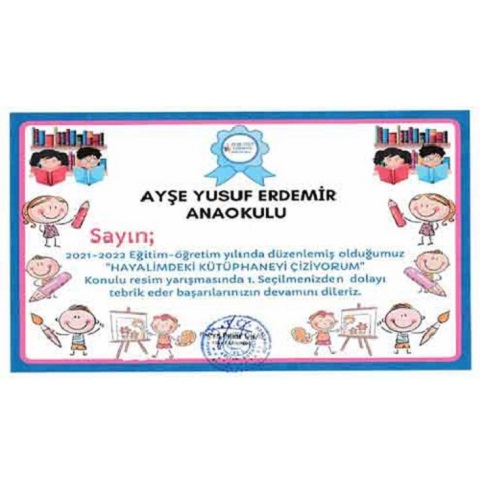 AYŞE YUSUF ERDEMİR
ANAOKULU
Sayın;
2021-2022 Eğitim-öğretim yılında düzenlemiş olduğumuz
"HAYALİMDEKİ KÜTÜPHANEYİ ÇİZİYORUM"
Konulu resim yarışmasında 1. Seçilmenizden dolayı
tebrik eder başarılarınızın devamını dileriz.